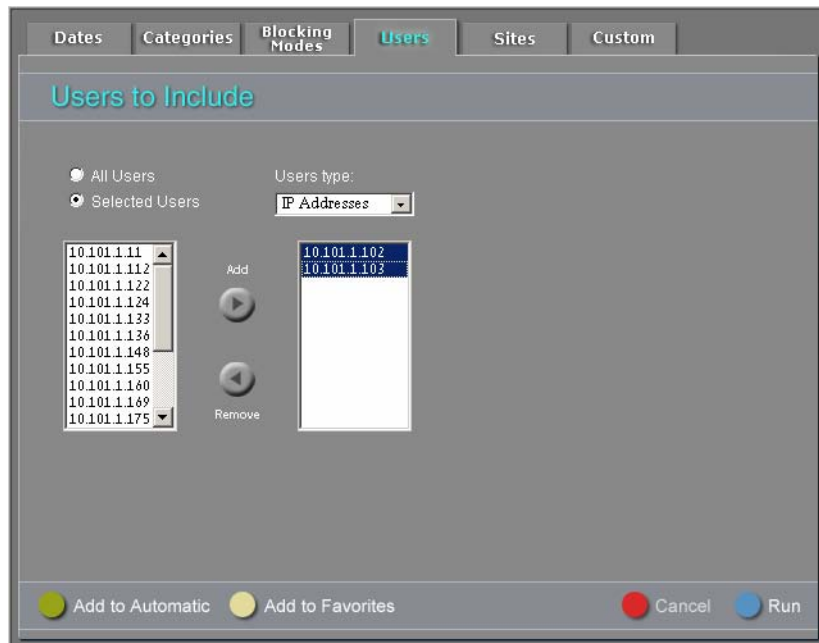 Dates
Categories
Blocking
Modes
Users
Sites
Custom
Users to Include
All Users
Selected Users
Users type:
IP Addresses
10.101.1.11
10.101.1.112
10.101.1.122
10.101.1.124
10.101.1.133
10.101.1.136
10.101.1.148
10.101.1.155
10.101.1.160
10.101.1.169
10.101.1.175
Add
Remove
10.101.1.102
10.101.1.103
Add to Automatic
Add to Favorites
Cancel
Run